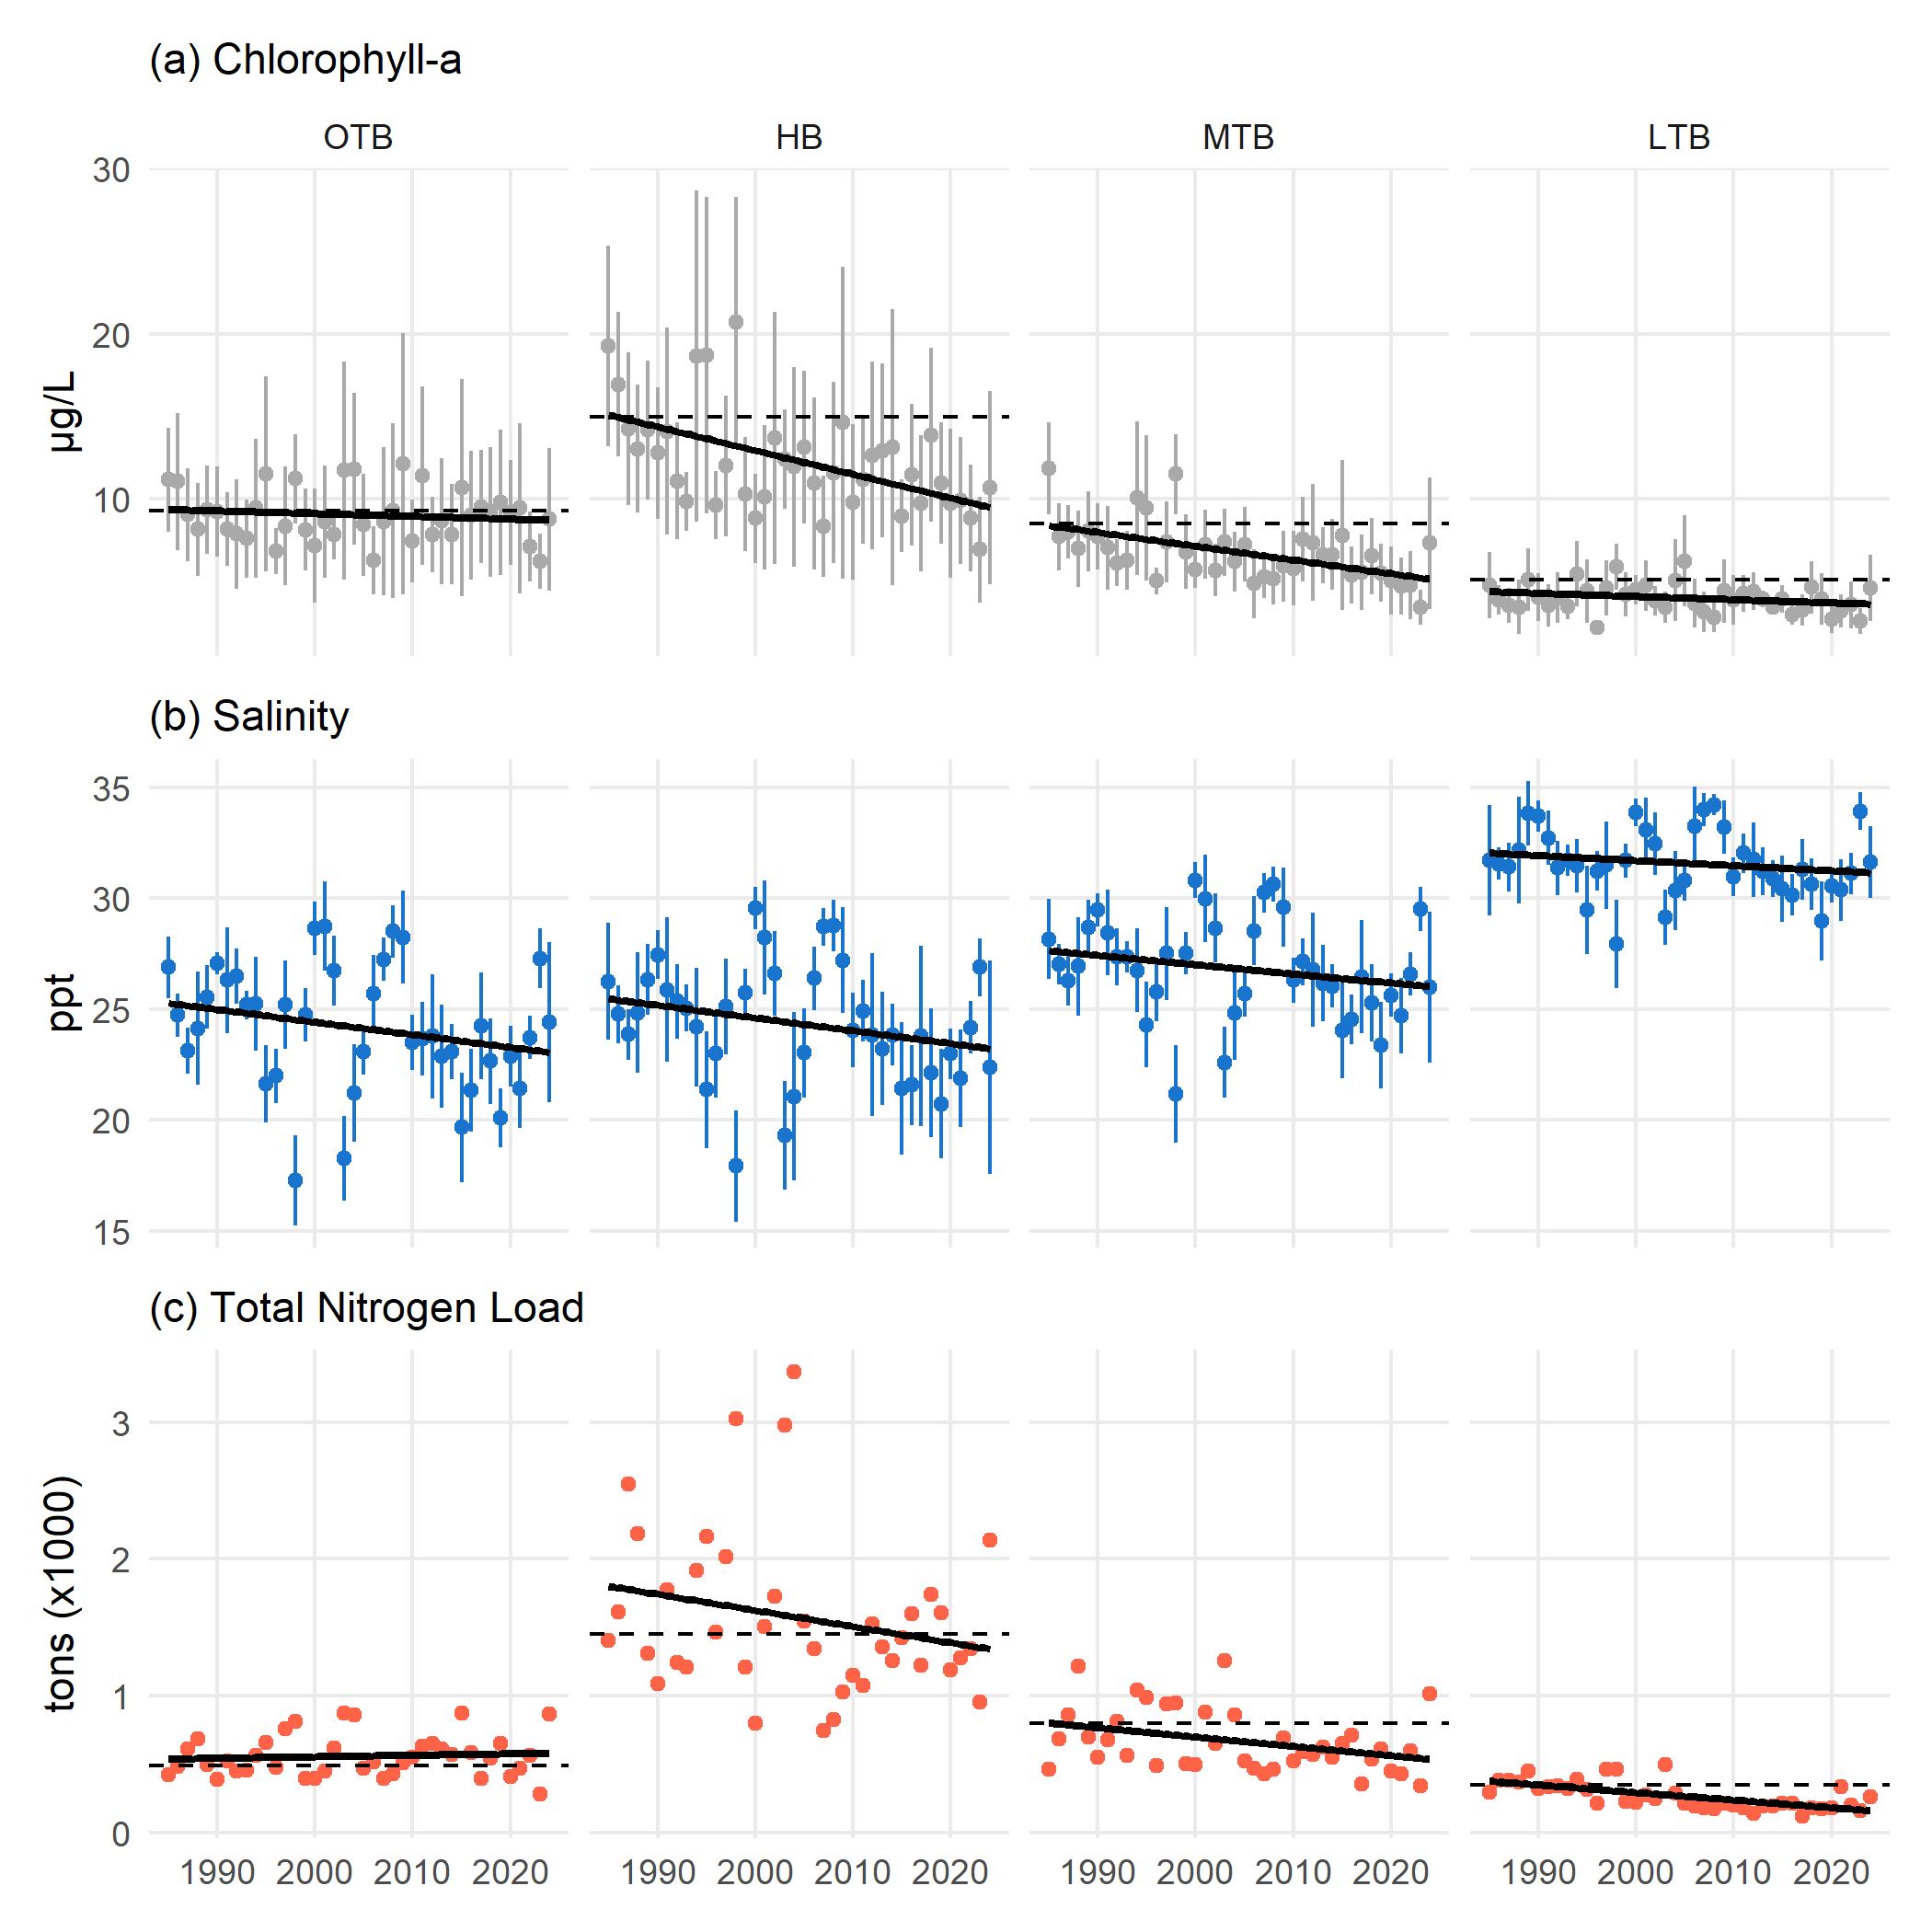 (a) Chlorophyll-a
OTB HB MTB LTB
30
20
10
µg/L
(b) Salinity
35
30
25
20
15
ppt
(c) Total Nitrogen Load
3
2
1
0
tons (x1000)
1990 2000 2010 2020 1990 2000 2010 2020 1990 2000 2010 2020 1990 2000 2010 2020